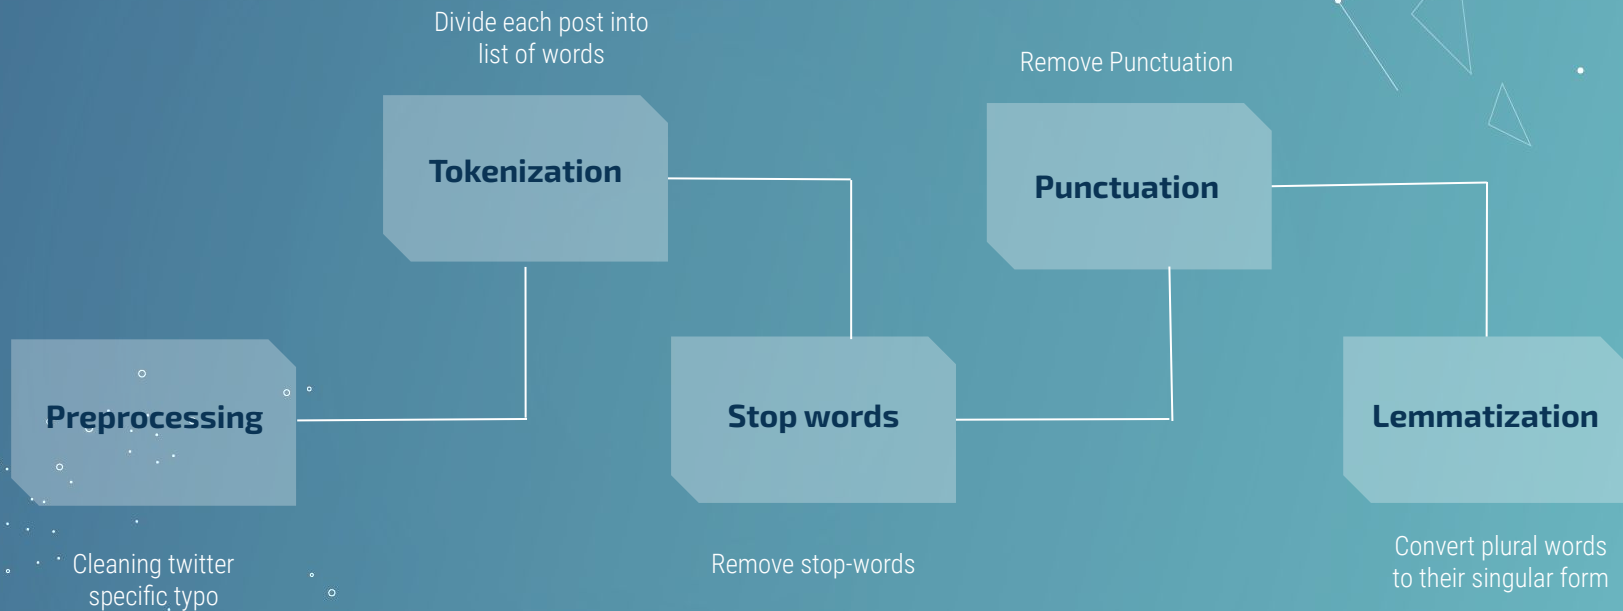 Preprocessing
Cleaning twitter
specific typo
Divide each post into
list of words
Tokenization
Stop words
Remove stop-words
Remove Punctuation
Punctuation
Lemmatization
Convert plural words
to their singular form